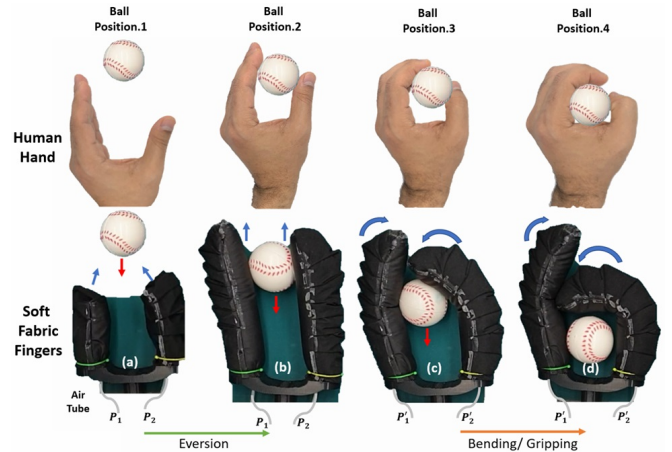 Ball
Position.1
Ball
Position.2
Ball
Position.3
Ball
Position.4
Human
Hand
Soft
Fabric
Fingers
(a)
(b)
(c)
(d)
Air
Tube
P₁ P₂
P₁ P₂
P′₁ P′₂
P′₁ P′₂
Eversion
Bending/ Gripping